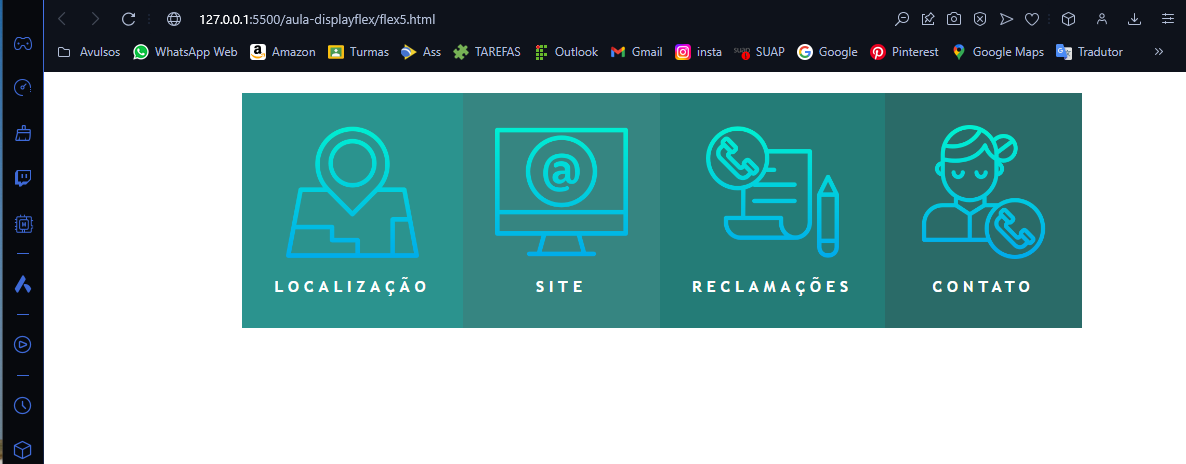 127.0.0.1:5500/aula-displayflex/flex5.html
Avulsos WhatsApp Web Amazon Turmas Ass TAREFAS Outlook Gmail insta suap SUAP Google Pinterest Google Maps Tradutor »
@
LOCALIZAÇÃO SITE RECLAMAÇÕES CONTATO